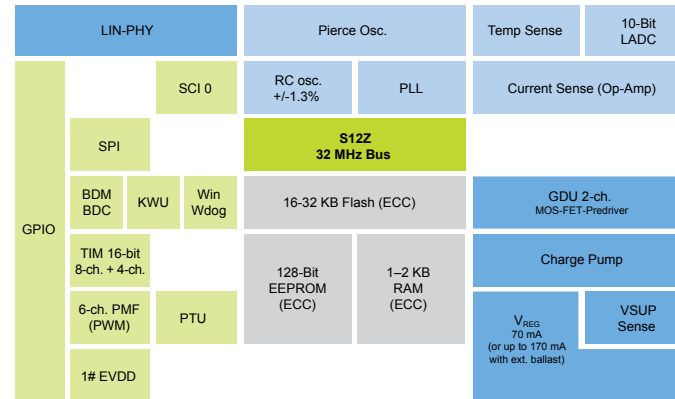 LIN-PHY
Pierce Osc.
Temp Sense
10-Bit
LADC
SCI 0
RC osc.
+/-1.3%
PLL
Current Sense (Op-Amp)
SPI
S12Z
32 MHz Bus
GPIO
BDM
BDC
KWU
Win
Wdog
16-32 KB Flash (ECC)
GDU 2-ch.
MOS-FET-Predriver
TIM 16-bit
8-ch. + 4-ch.
128-Bit
EEPROM
(ECC)
1–2 KB
RAM
(ECC)
Charge Pump
6-ch. PMF
(PWM)
PTU
VREG
70 mA
(or up to 170 mA
with ext. ballast)
VSUP
Sense
1# EVDD